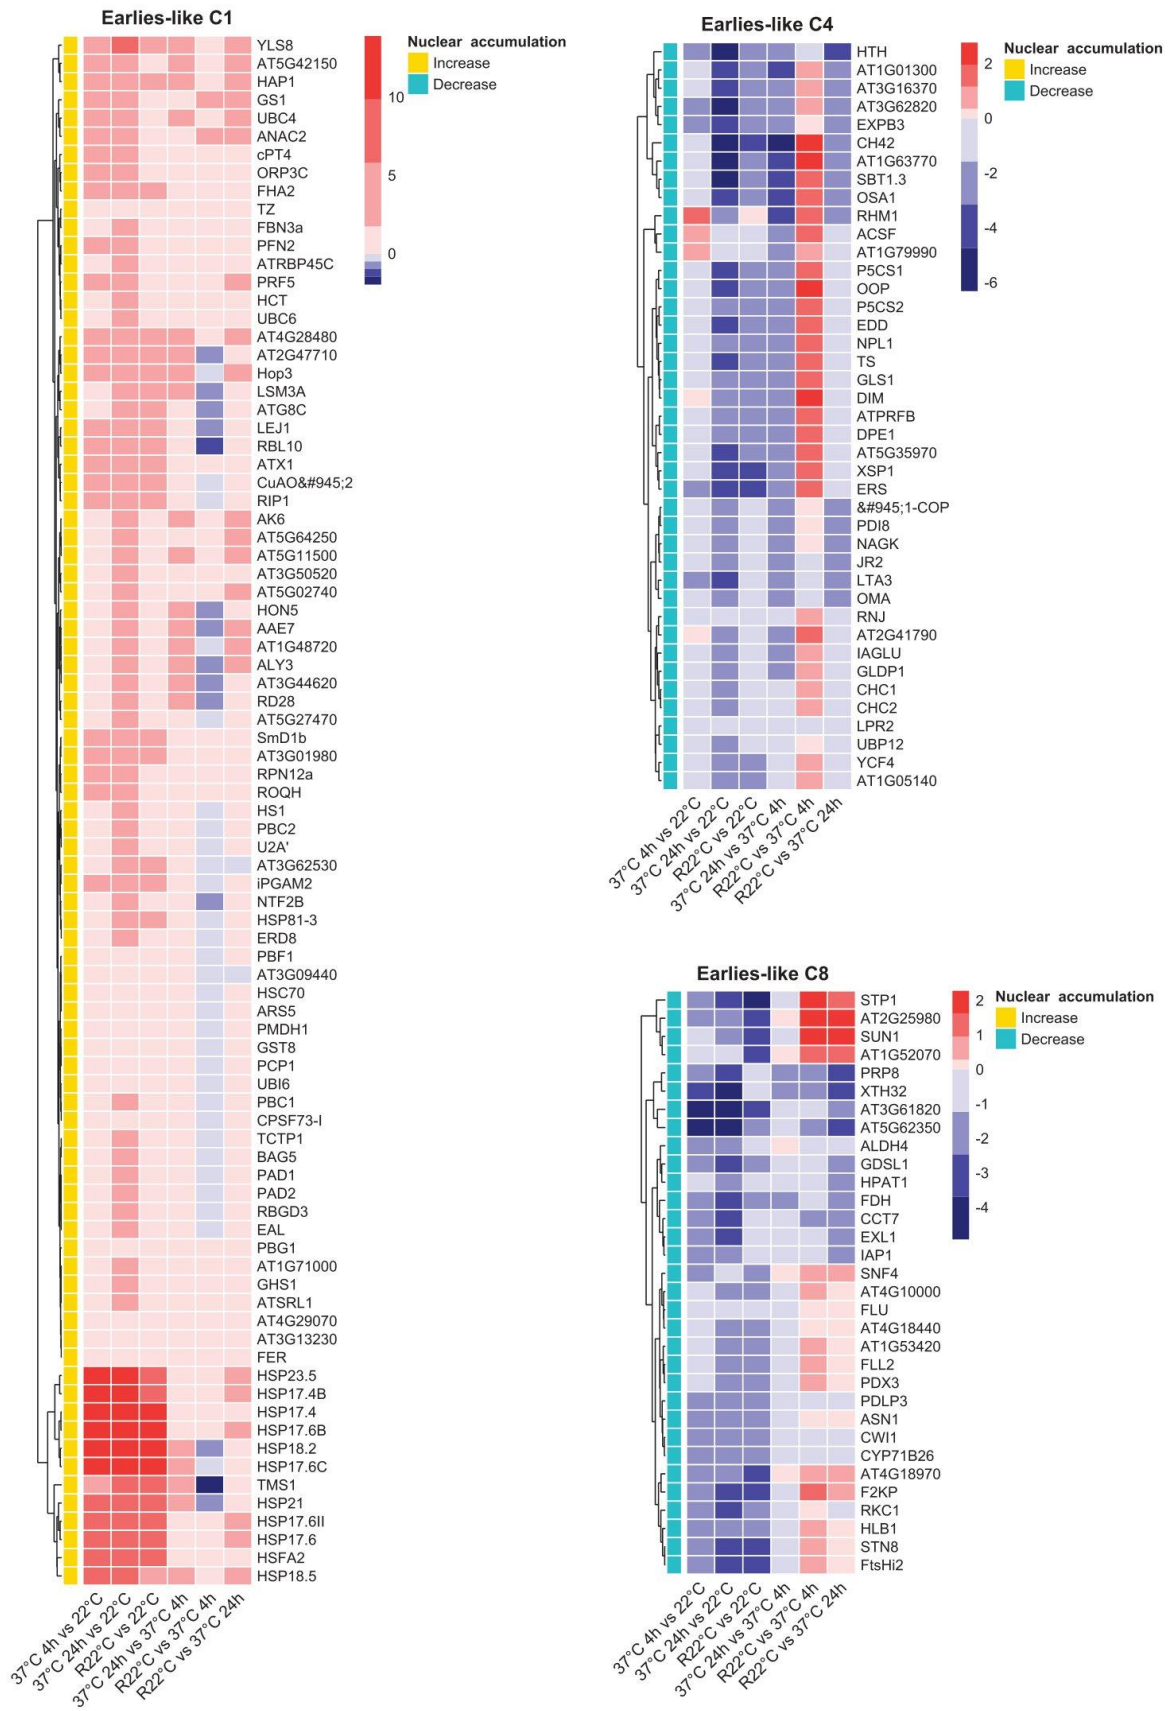 Earlies-like C1
Nuclear accumulation
Increase
Decrease
10
5
0
YLS8
AT5G42150
HAP1
GS1
UBC4
ANAC2
cPT4
ORP3C
FHA2
TZ
FBN3a
PFN2
ATRBP45C
PRF5
HCT
UBC6
AT4G28480
AT2G47710
Hop3
LSM3A
ATG8C
LEJ1
RBL10
ATX1
CuAO&#945;2
RIP1
AK6
AT5G64250
AT5G11500
AT3G50520
AT5G02740
HON5
AAE7
AT1G48720
ALY3
AT3G44620
RD28
AT5G27470
SmD1b
AT3G01980
RPN12a
ROQH
HS1
PBC2
U2A'
AT3G62530
iPGAM2
NTF2B
HSP81-3
ERD8
PBF1
AT3G09440
HSC70
ARS5
PMDH1
GST8
PCP1
UBI6
PBC1
CPSF73-I
TCTP1
BAG5
PAD1
PAD2
RBGD3
EAL
PBG1
AT1G71000
GHS1
ATSRL1
AT4G29070
AT3G13230
FER
HSP23.5
HSP17.4B
HSP17.4
HSP17.6B
HSP18.2
HSP17.6C
TMS1
HSP21
HSP17.6II
HSP17.6
HSFA2
HSP18.5
37°C 4h vs 22°C
37°C 24h vs 22°C
R22°C vs 22°C
37°C 24h vs 37°C 4h
R22°C vs 37°C 4h
R22°C vs 37°C 24h
Earlies-like C4
Nuclear accumulation
Increase
Decrease
2
0
-2
-4
-6
HTH
AT1G01300
AT3G16370
AT3G62820
EXPB3
CH42
AT1G63770
SBT1.3
OSA1
RHM1
ACSF
AT1G79990
P5CS1
OOP
P5CS2
EDD
NPL1
TS
GLS1
DIM
ATPRFB
DPE1
AT5G35970
XSP1
ERS
&#945;1-COP
PDI8
NAGK
JR2
LTA3
OMA
RNJ
AT2G41790
IAGLU
GLDP1
CHC1
CHC2
LPR2
UBP12
YCF4
AT1G05140
37°C 4h vs 22°C
37°C 24h vs 22°C
R22°C vs 22°C
37°C 24h vs 37°C 4h
R22°C vs 37°C 4h
R22°C vs 37°C 24h
Earlies-like C8
Nuclear accumulation
Increase
Decrease
2
1
0
-1
-2
-3
-4
STP1
AT2G25980
SUN1
AT1G52070
PRP8
XTH32
AT3G61820
AT5G62350
ALDH4
GDSL1
HPAT1
FDH
CCT7
EXL1
IAP1
SNF4
AT4G10000
FLU
AT4G18440
AT1G53420
FLL2
PDX3
PDLP3
ASN1
CWI1
CYP71B26
AT4G18970
F2KP
RKC1
HLB1
STN8
FtsHi2
37°C 4h vs 22°C
37°C 24h vs 22°C
R22°C vs 22°C
37°C 24h vs 37°C 4h
R22°C vs 37°C 4h
R22°C vs 37°C 24h